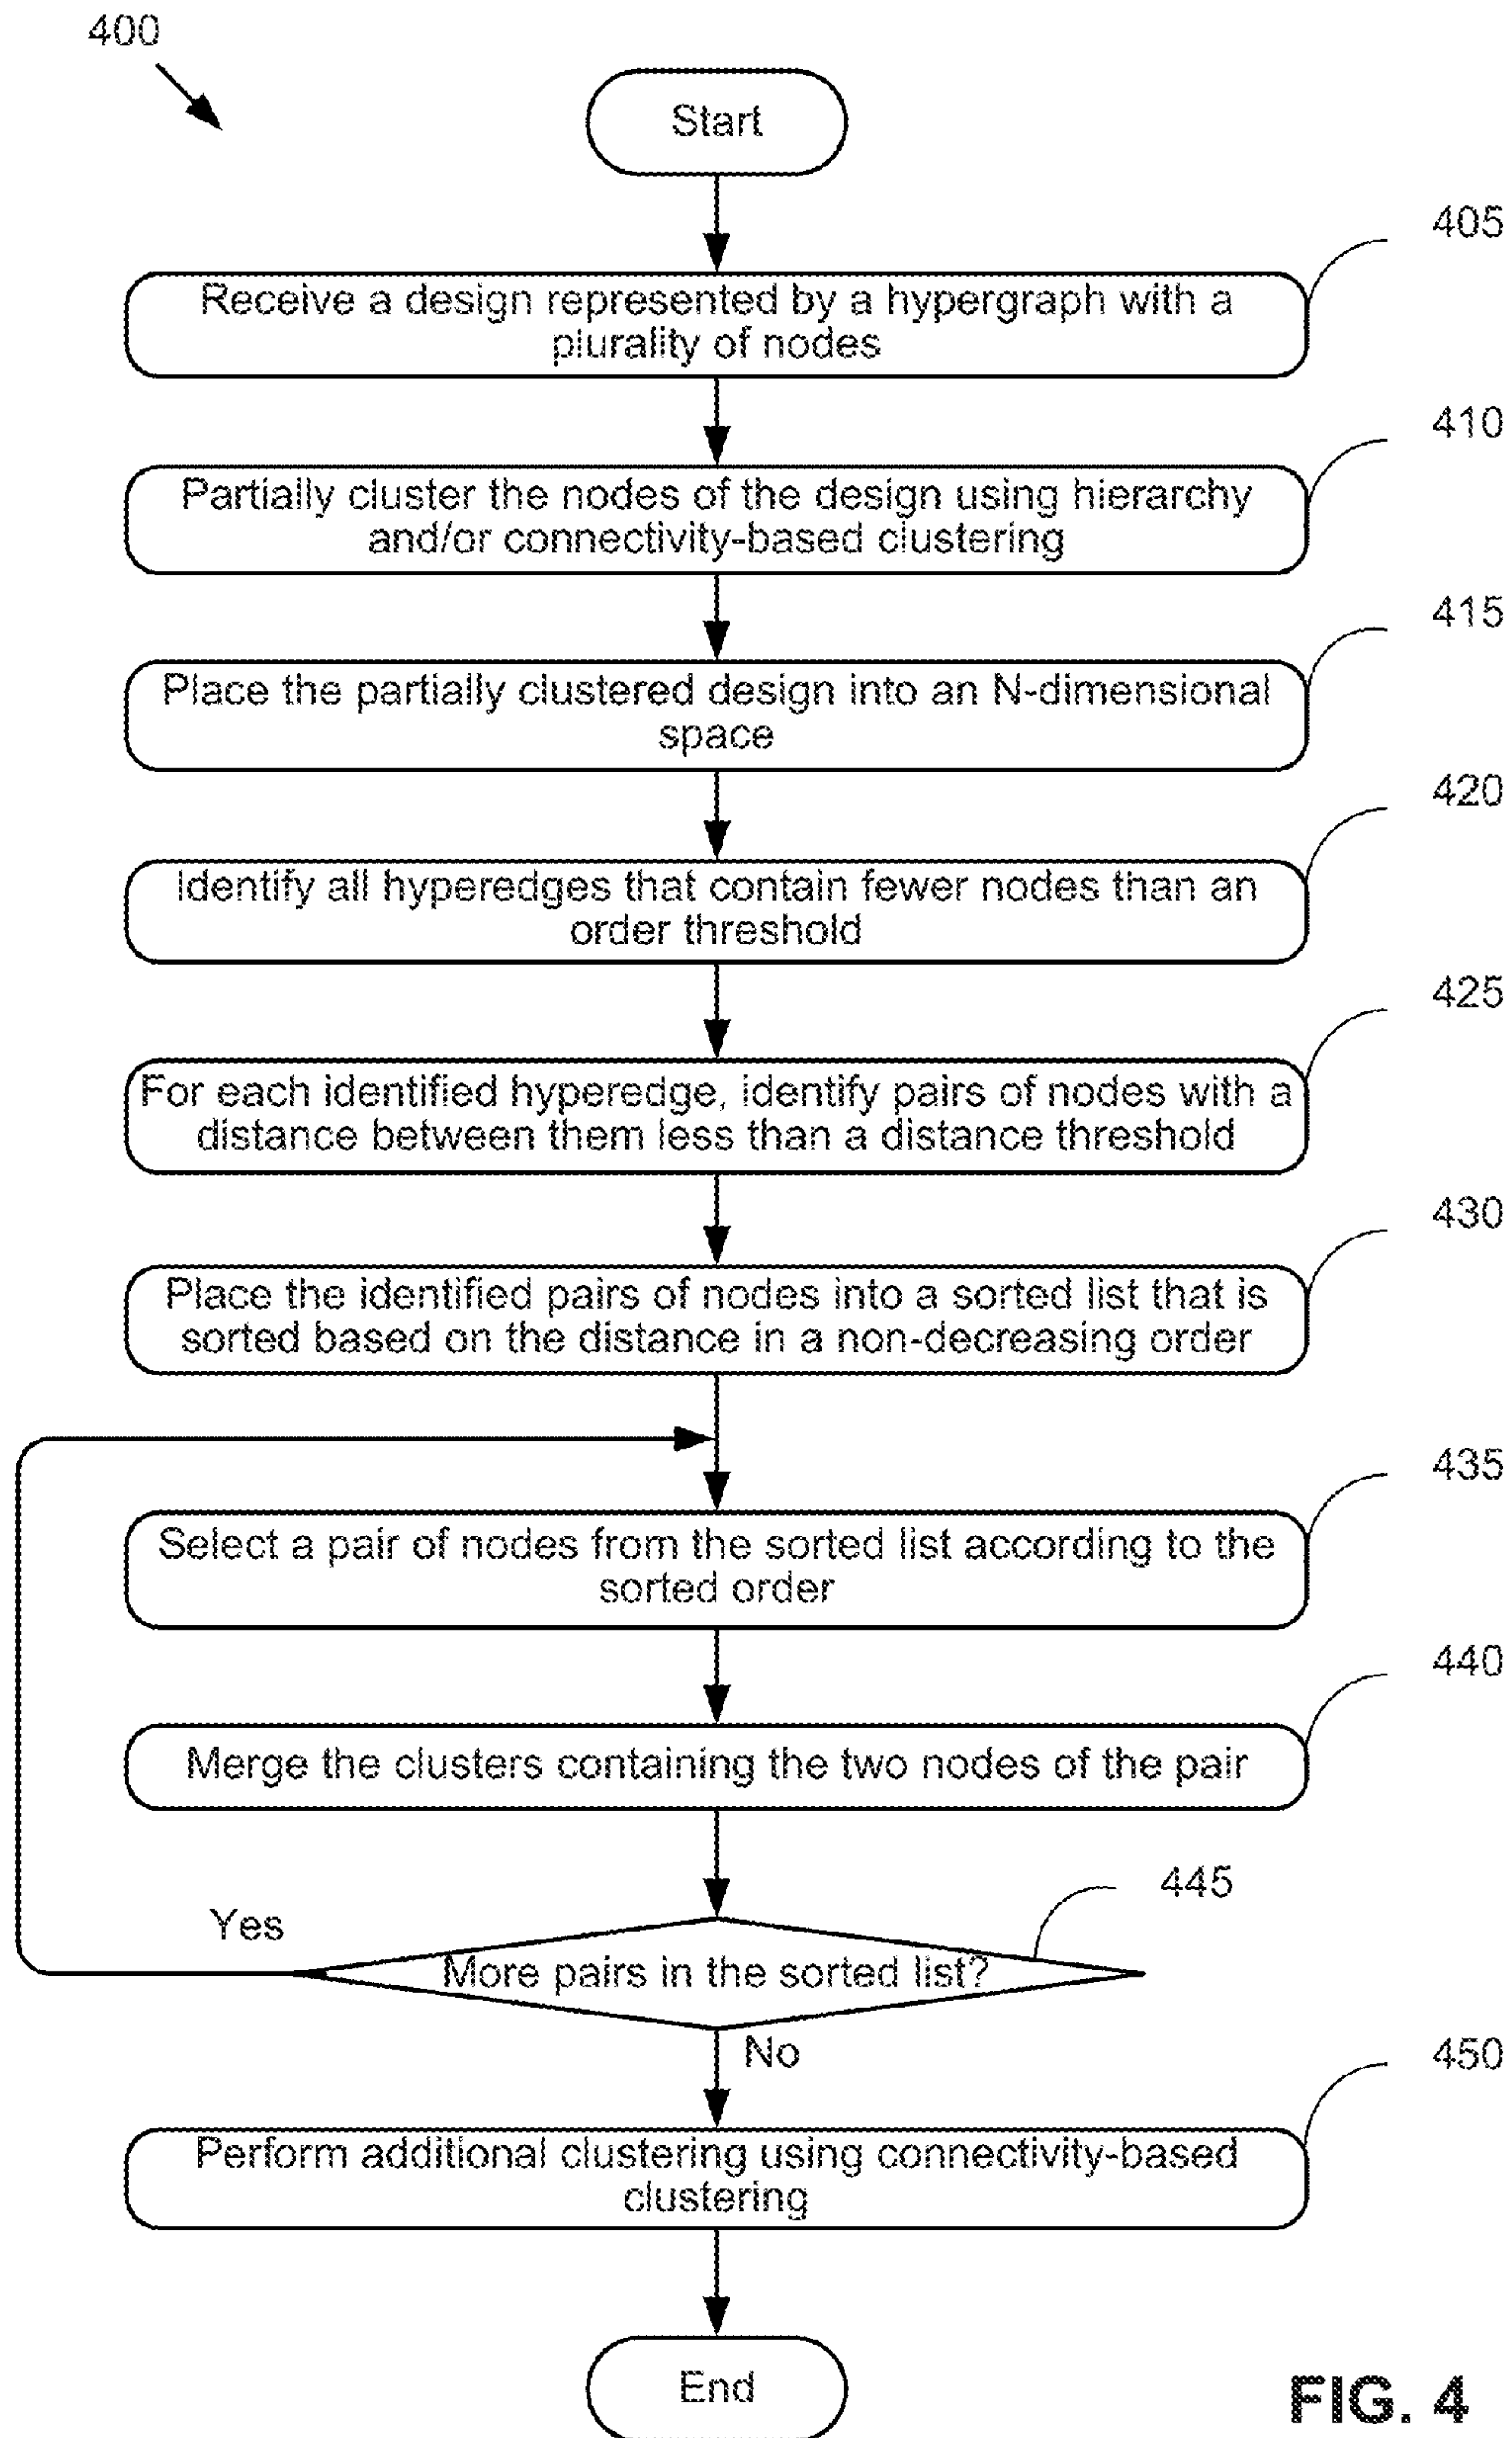 400
Start
405
Receive a design represented by a hypergraph with a
plurality of nodes
410
Partially cluster the nodes of the design using hierarchy
and/or connectivity-based clustering
415
Place the partially clustered design into an N-dimensional
space
420
Identify all hyperedges that contain fewer nodes than an
order threshold
425
For each identified hyperedge, identify pairs of nodes with a
distance between them less than a distance threshold
430
Place the identified pairs of nodes into a sorted list that is
sorted based on the distance in a non-decreasing order
435
Select a pair of nodes from the sorted list according to the
sorted order
440
Merge the clusters containing the two nodes of the pair
445
Yes
More pairs in the sorted list?
No
450
Perform additional clustering using connectivity-based
clustering
End
FIG. 4